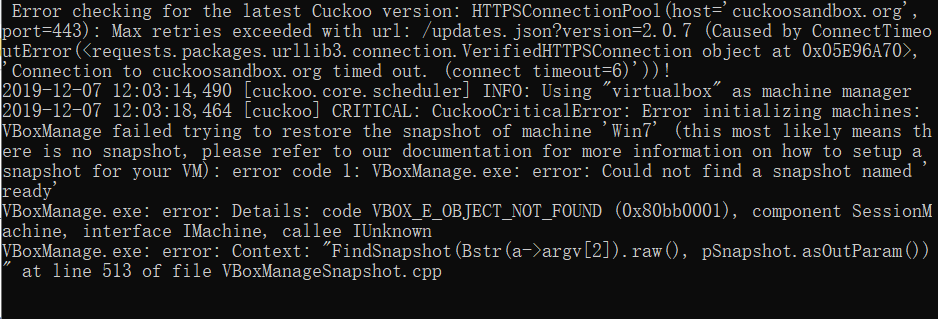 Error checking for the latest Cuckoo version: HTTPSConnectionPool(host='cuckoosandbox.org',
port=443): Max retries exceeded with url: /updates.json?version=2.0.7 (Caused by ConnectTimeo
utError(<requests.packages.urllib3.connection.VerifiedHTTPSConnection object at 0x05E96A70>,
'Connection to cuckoosandbox.org timed out. (connect timeout=6)'))!
2019-12-07 12:03:14,490 [cuckoo.core.scheduler] INFO: Using "virtualbox" as machine manager
2019-12-07 12:03:18,464 [cuckoo] CRITICAL: CuckooCriticalError: Error initializing machines:
VBoxManage failed trying to restore the snapshot of machine 'Win7' (this most likely means th
ere is no snapshot, please refer to our documentation for more information on how to setup a
snapshot for your VM): error code 1: VBoxManage.exe: error: Could not find a snapshot named '
ready'
VBoxManage.exe: error: Details: code VBOX_E_OBJECT_NOT_FOUND (0x80bb0001), component SessionM
achine, interface IMachine, callee IUnknown
VBoxManage.exe: error: Context: "FindSnapshot(Bstr(a->argv[2]).raw(), pSnapshot.asOutParam())
" at line 513 of file VBoxManageSnapshot.cpp